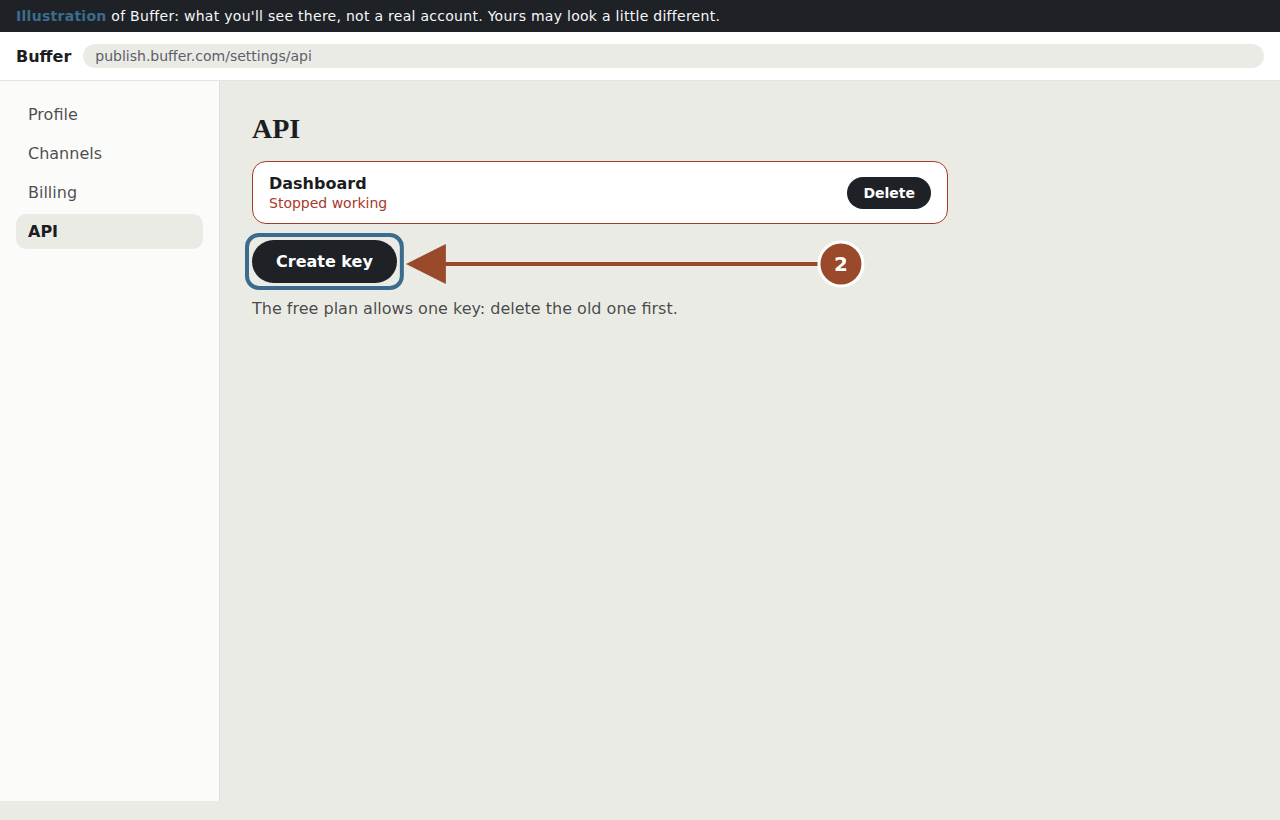 Illustration of Buffer: what you'll see there, not a real account. Yours may look a little different.
Buffer
publish.buffer.com/settings/api
Profile
Channels
Billing
API
API
Dashboard
Stopped working
Delete
Create key
2
The free plan allows one key: delete the old one first.